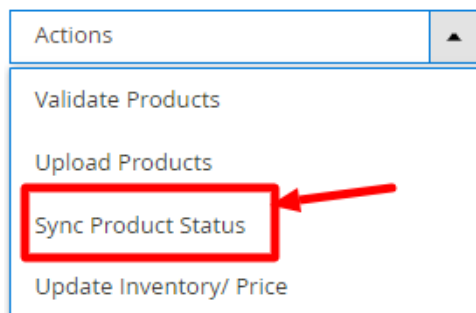 Actions
Validate Products
Upload Products
Sync Product Status
Update Inventory/ Price